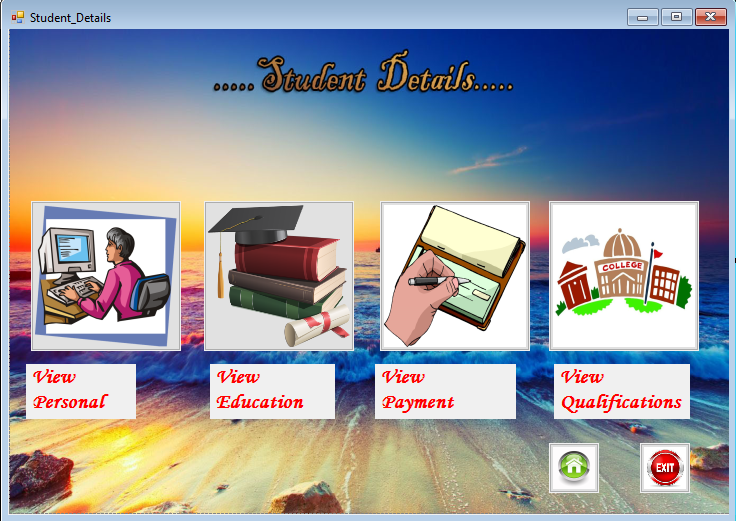 Student_Details
.....Student Details.....
COLLEGE
View
Personal
View
Education
View
Payment
View
Qualifications
EXIT